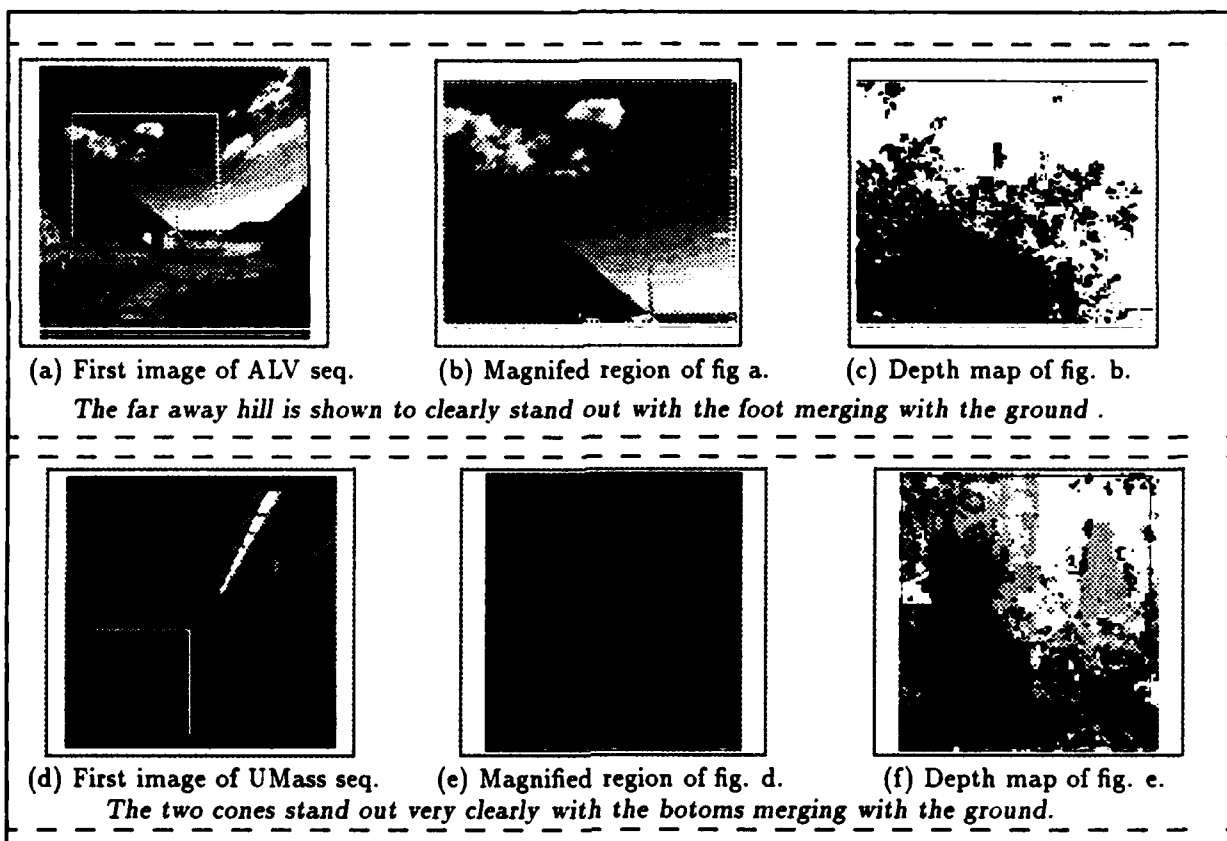 (a) First image of ALV seq.
(b) Magnifed region of fig a.
(c) Depth map of fig. b.
The far away hill is shown to clearly stand out with the foot merging with the ground .
(d) First image of UMass seq.
(e) Magnified region of fig. d.
(f) Depth map of fig. e.
The two cones stand out very clearly with the botoms merging with the ground.